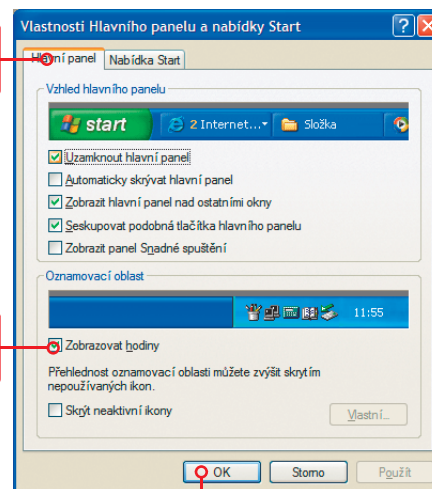 Vlastnosti Hlavního panelu a nabídky Start
Hlavní panel Nabídka Start
Vzhled hlavního panelu
start 2 Internet... Složka
Uzamknout hlavní panel
Automaticky skrývat hlavní panel
Zobrazit hlavní panel nad ostatními okny
Seskupovat podobná tlačítka hlavního panelu
Zobrazit panel Snadné spuštění
Oznamovací oblast
11:55
Zobrazovat hodiny
Přehlednost oznamovací oblasti můžete zvýšit skrytím
nepoužívaných ikon.
Skrýt neaktivní ikony Vlastní...
OK Storno Použít